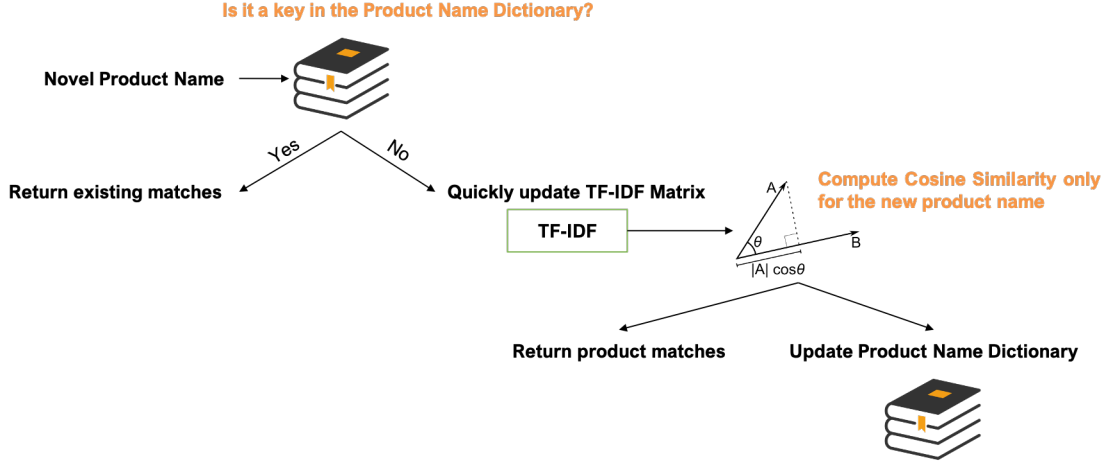 Is it a key in the Product Name Dictionary?
Novel Product Name
Yes
No
Return existing matches
Quickly update TF-IDF Matrix
TF-IDF
Compute Cosine Similarity only
for the new product name
A
θ
B
|A| cosθ
Return product matches
Update Product Name Dictionary